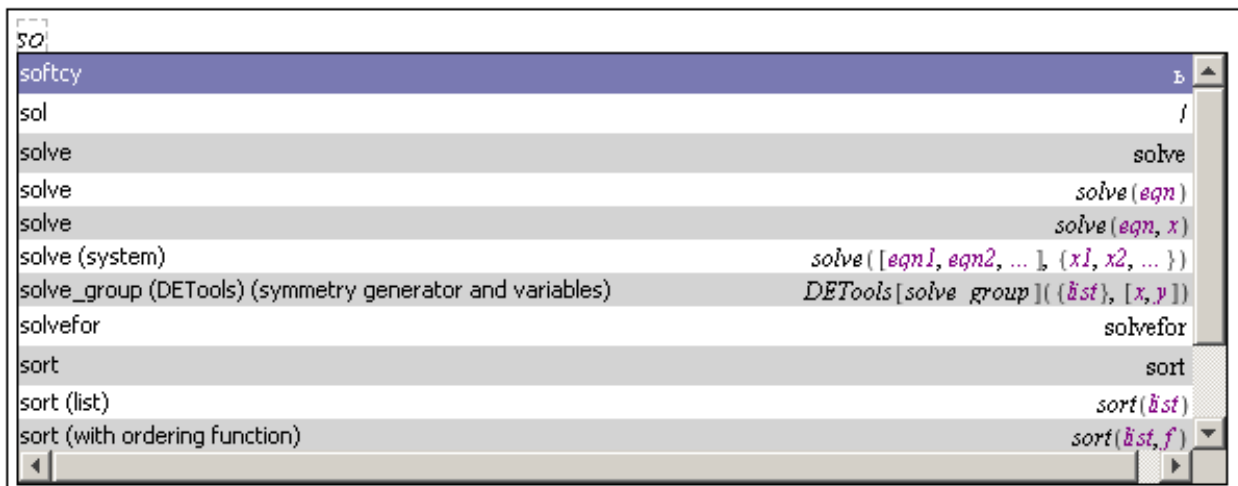 so
softcy ь
sol /
solve solve
solve solve(eqn)
solve solve(eqn, x)
solve (system) solve([eqn1, eqn2, ... ], {x1, x2, ... })
solve_group (DETools) (symmetry generator and variables) DETools[solve group]({list}, [x, y])
solvefor solvefor
sort sort
sort (list) sort(list)
sort (with ordering function) sort(list, f)